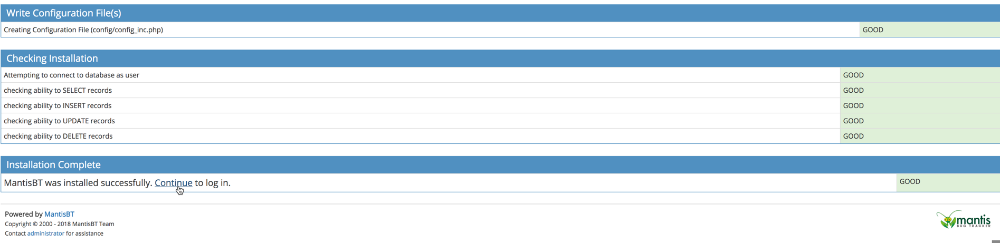 Write Configuration File(s)
Creating Configuration File (config/config_inc.php) GOOD
Checking Installation
Attempting to connect to database as user GOOD
checking ability to SELECT records GOOD
checking ability to INSERT records GOOD
checking ability to UPDATE records GOOD
checking ability to DELETE records GOOD
Installation Complete
MantisBT was installed successfully. Continue to log in. GOOD
Powered by MantisBT
Copyright © 2000 - 2018 MantisBT Team
Contact administrator for assistance
mantis
BUG TRACKER